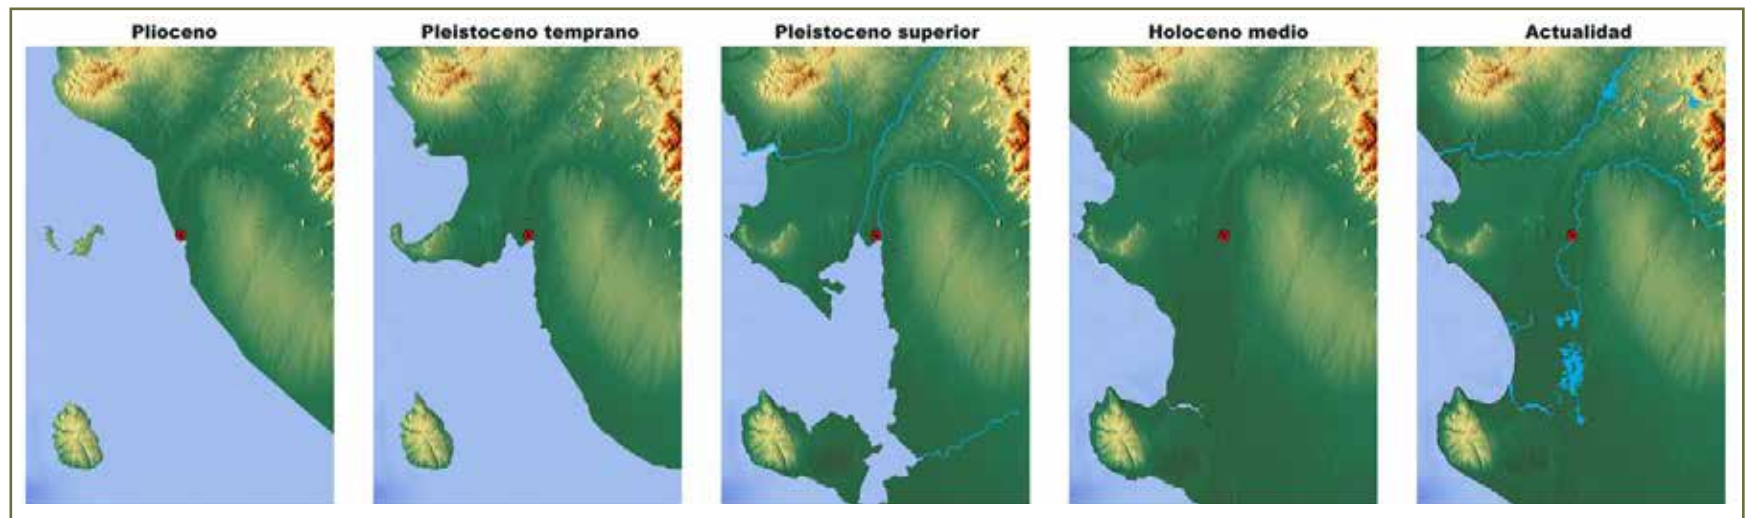 Plioceno
Pleistoceno temprano
Pleistoceno superior
Holoceno medio
Actualidad